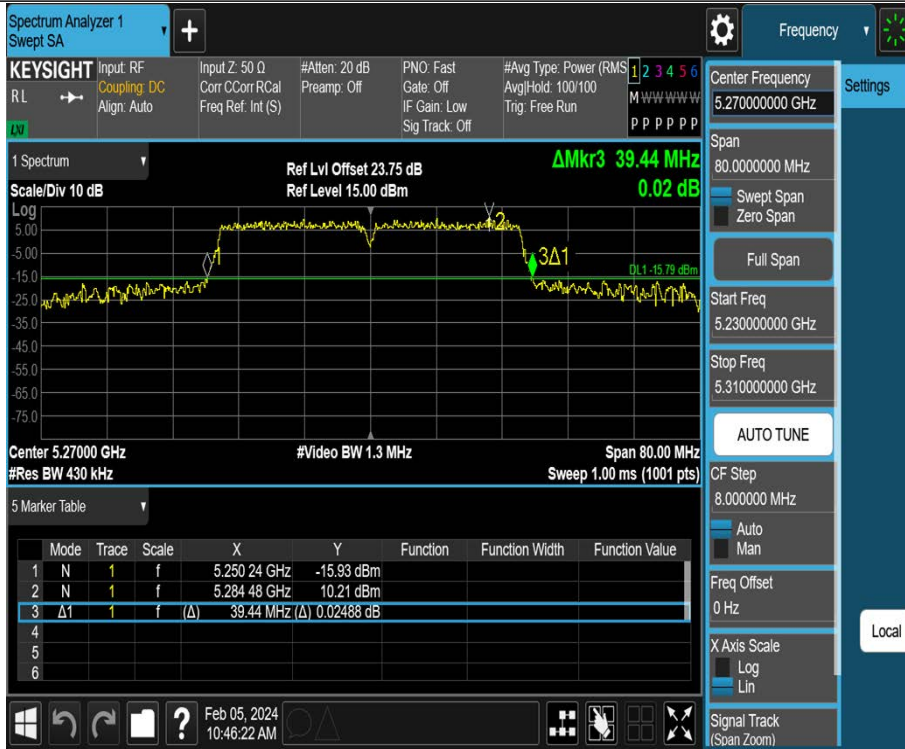 Spectrum Analyzer 1
Swept SA
+
Frequency
KEYSIGHT
RL
LXI
Input: RF
Coupling: DC
Align: Auto
Input Z: 50 Ω
Corr CCorr RCal
Freq Ref: Int (S)
#Atten: 20 dB
Preamp: Off
PNO: Fast
Gate: Off
IF Gain: Low
Sig Track: Off
#Avg Type: Power (RMS
Avg|Hold: 100/100
Trig: Free Run
1 2 3 4 5 6
M W W W W W
P P P P P P
1 Spectrum
Scale/Div 10 dB
Ref Lvl Offset 23.75 dB
Ref Level 15.00 dBm
ΔMkr3 39.44 MHz
0.02 dB
Log
5.00
-5.00
-15.0
-25.0
-35.0
-45.0
-55.0
-65.0
-75.0
1
2
3Δ1
DL1 -15.79 dBm
Center 5.27000 GHz
#Video BW 1.3 MHz
Span 80.00 MHz
#Res BW 430 kHz
Sweep 1.00 ms (1001 pts)
5 Marker Table
Mode Trace Scale X Y Function Function Width Function Value
1 N 1 f 5.250 24 GHz -15.93 dBm
2 N 1 f 5.284 48 GHz 10.21 dBm
3 Δ1 1 f (Δ) 39.44 MHz (Δ) 0.02488 dB
4
5
6
?
Feb 05, 2024
10:46:22 AM
Center Frequency
5.270000000 GHz
Span
80.0000000 MHz
Swept Span
Zero Span
Full Span
Start Freq
5.230000000 GHz
Stop Freq
5.310000000 GHz
AUTO TUNE
CF Step
8.000000 MHz
Auto
Man
Freq Offset
0 Hz
X Axis Scale
Log
Lin
Signal Track
(Span Zoom)
Settings
Local